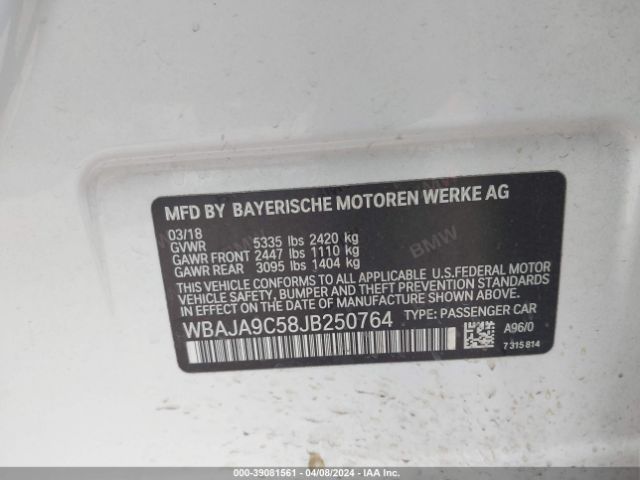 MFD BY BAYERISCHE MOTOREN WERKE AG
03/18
GVWR 5335 lbs 2420 kg
GAWR FRONT 2447 lbs 1110 kg
GAWR REAR 3095 lbs 1404 kg
THIS VEHICLE CONFORMS TO ALL APPLICABLE U.S.FEDERAL MOTOR
VEHICLE SAFETY, BUMPER AND THEFT PREVENTION STANDARDS
IN EFFECT ON THE DATE OF MANUFACTURE SHOWN ABOVE.
WBAJA9C58JB250764 TYPE: PASSENGER CAR
A96/0
7 315 814
BMW
000-39081561 - 04/08/2024 - IAAI.com